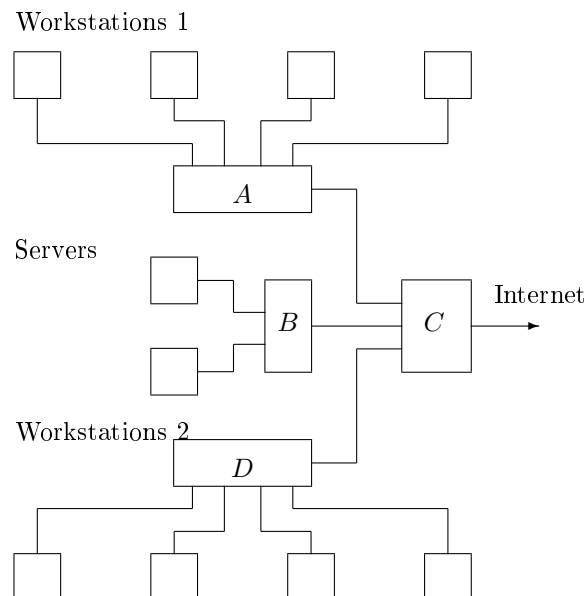 Workstations 1
A
Servers
B
C
Internet
Workstations 2
D